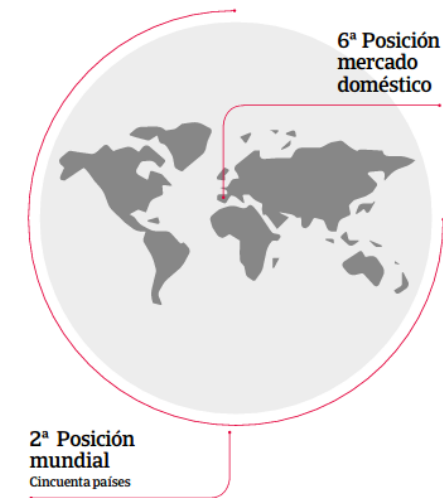 6ª Posición
mercado
doméstico
2ª Posición
mundial
Cincuenta países